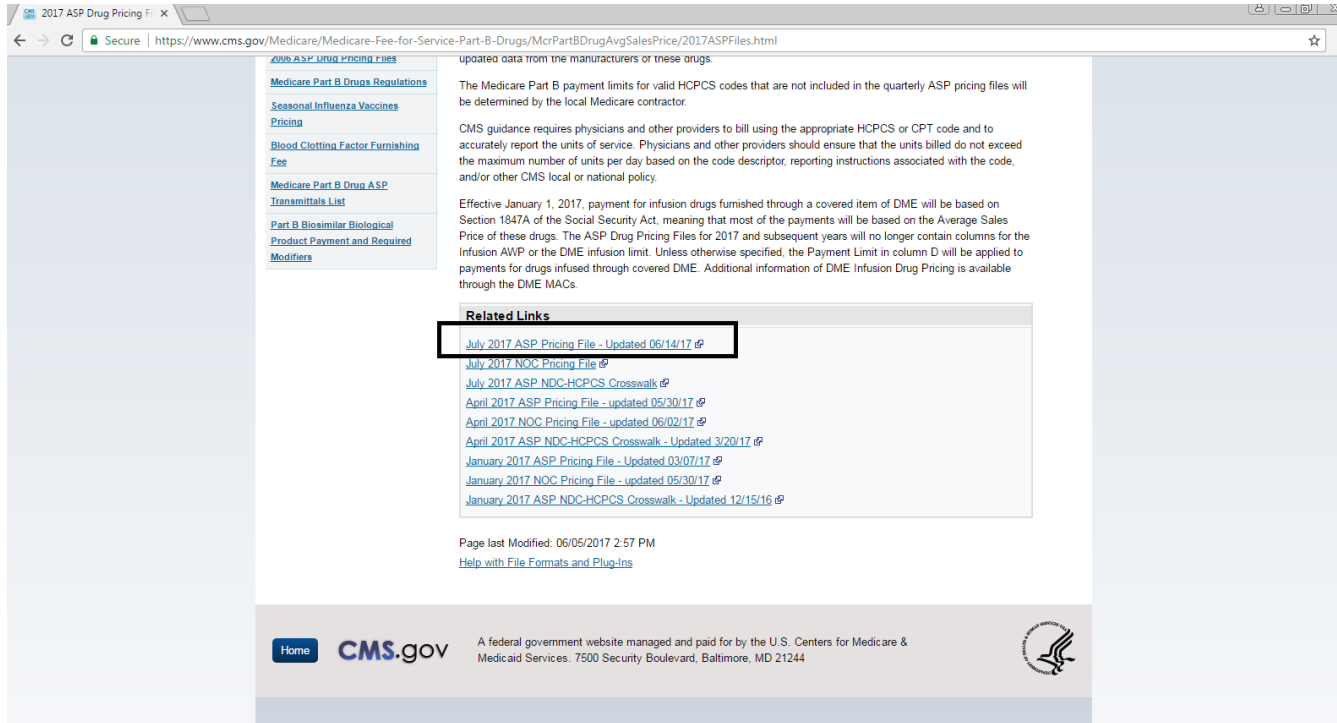 2017 ASP Drug Pricing Fi
Secure | https://www.cms.gov/Medicare/Medicare-Fee-for-Service-Part-B-Drugs/McrPartBDrugAvgSalesPrice/2017ASPFiles.html
2006 ASP Drug Pricing Files
Medicare Part B Drugs Regulations
Seasonal Influenza Vaccines
Pricing
Blood Clotting Factor Furnishing
Fee
Medicare Part B Drug ASP
Transmittals List
Part B Biosimilar Biological
Product Payment and Required
Modifiers
updated data from the manufacturers of these drugs.
The Medicare Part B payment limits for valid HCPCS codes that are not included in the quarterly ASP pricing files will
be determined by the local Medicare contractor.
CMS guidance requires physicians and other providers to bill using the appropriate HCPCS or CPT code and to
accurately report the units of service. Physicians and other providers should ensure that the units billed do not exceed
the maximum number of units per day based on the code descriptor, reporting instructions associated with the code,
and/or other CMS local or national policy.
Effective January 1, 2017, payment for infusion drugs furnished through a covered item of DME will be based on
Section 1847A of the Social Security Act, meaning that most of the payments will be based on the Average Sales
Price of these drugs. The ASP Drug Pricing Files for 2017 and subsequent years will no longer contain columns for the
Infusion AWP or the DME infusion limit. Unless otherwise specified, the Payment Limit in column D will be applied to
payments for drugs infused through covered DME. Additional information of DME Infusion Drug Pricing is available
through the DME MACs.
Related Links
July 2017 ASP Pricing File - Updated 06/14/17
July 2017 NOC Pricing File
July 2017 ASP NDC-HCPCS Crosswalk
April 2017 ASP Pricing File - updated 05/30/17
April 2017 NOC Pricing File - updated 06/02/17
April 2017 ASP NDC-HCPCS Crosswalk - Updated 3/20/17
January 2017 ASP Pricing File - Updated 03/07/17
January 2017 NOC Pricing File - updated 05/30/17
January 2017 ASP NDC-HCPCS Crosswalk - Updated 12/15/16
Page last Modified: 06/05/2017 2:57 PM
Help with File Formats and Plug-Ins
Home
CMS.gov
A federal government website managed and paid for by the U.S. Centers for Medicare &
Medicaid Services. 7500 Security Boulevard, Baltimore, MD 21244